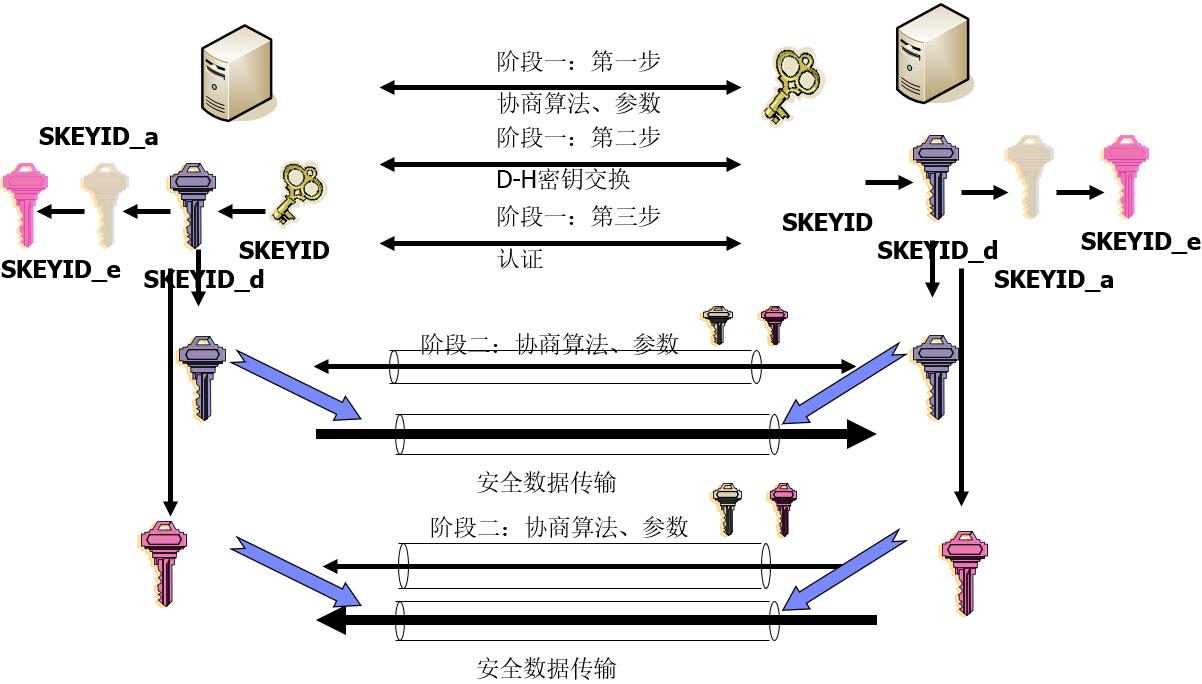 阶段一：第一步
协商算法、参数
SKEYID_a
阶段一：第二步
D-H密钥交换
阶段一：第三步
认证
SKEYID
SKEYID_e
SKEYID_d
SKEYID
SKEYID_d
SKEYID_e
SKEYID_a
阶段二：协商算法、参数
安全数据传输
阶段二：协商算法、参数
安全数据传输